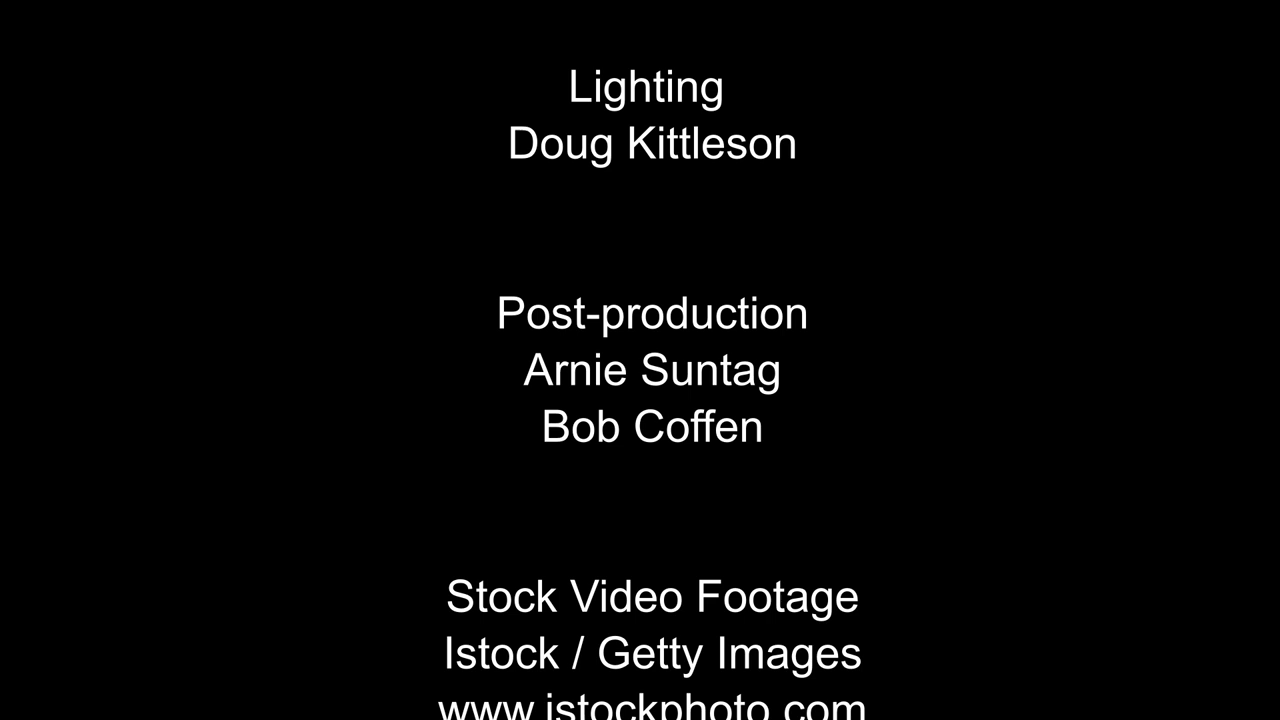 Lighting
Doug Kittleson
Post-production
Arnie Suntag
Bob Coffen
Stock Video Footage
Istock / Getty Images
www.istockphoto.com